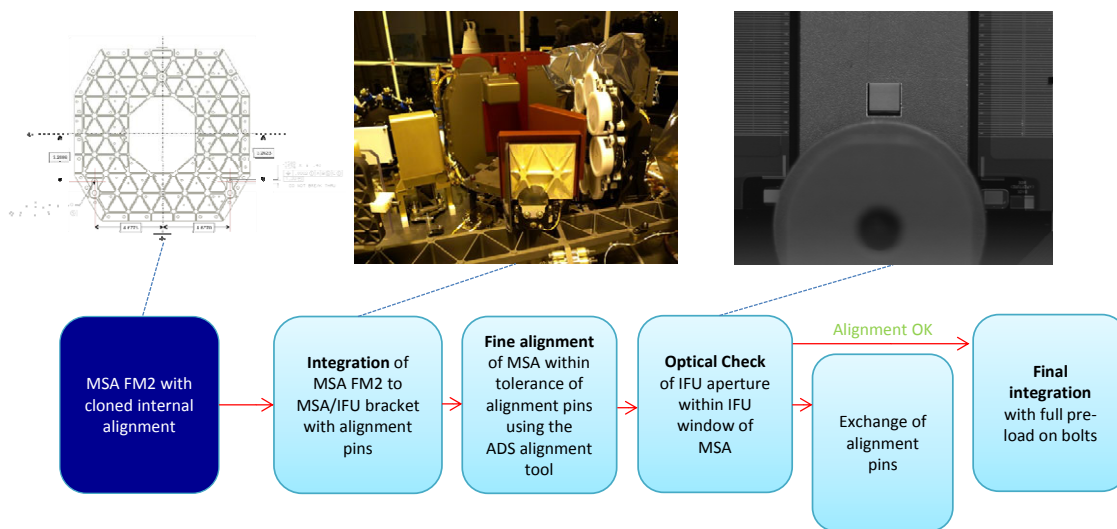 MSA FM2 with
cloned internal
alignment
Integration of
MSA FM2 to
MSA/IFU bracket
with alignment
pins
Fine alignment
of MSA within
tolerance of
alignment pins
using the
ADS alignment
tool
Optical Check
of IFU aperture
within IFU
window of
MSA
Alignment OK
Exchange of
alignment
pins
Final
integration
with full pre-
load on bolts